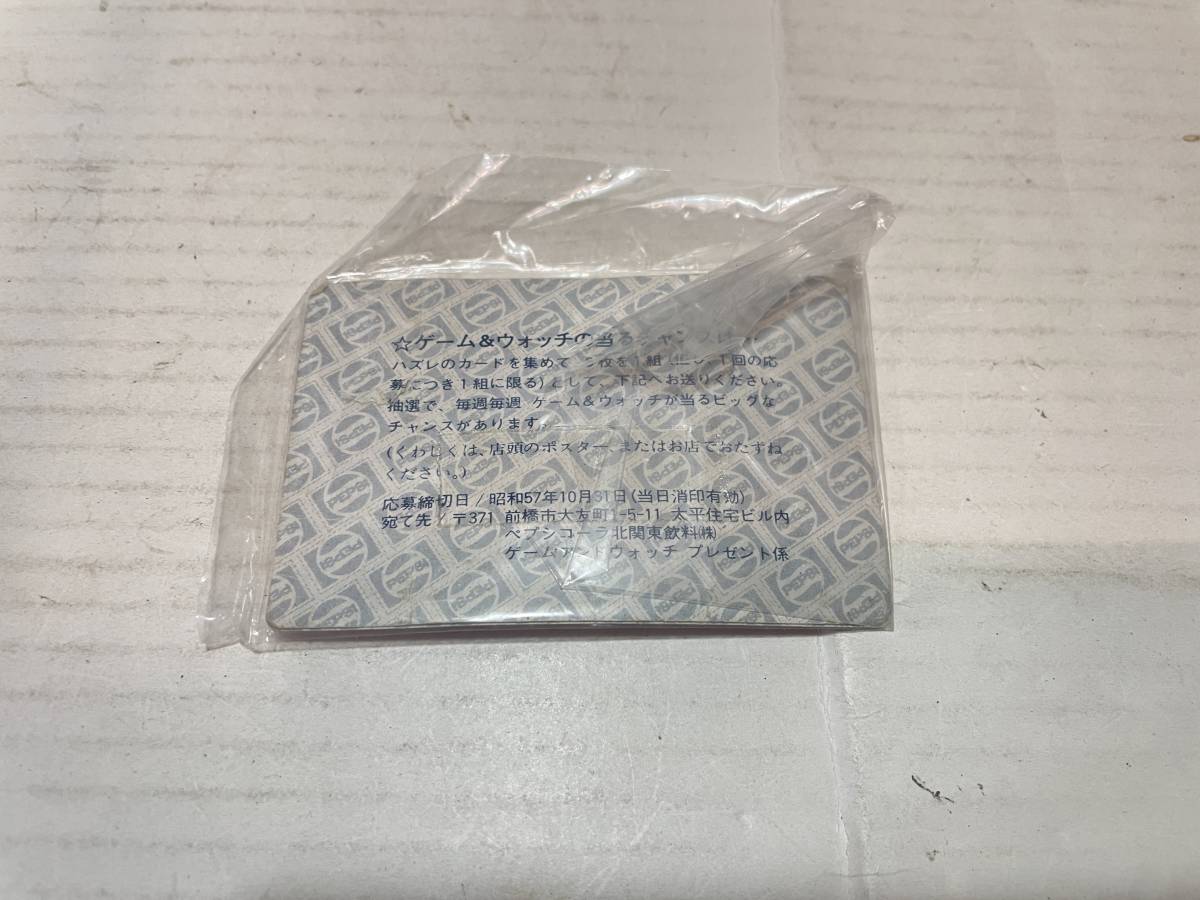 ☆ゲーム&ウォッチの当るチャンス
ハズレのカードを集めて 枚を1組 1回の応
募につき1組に限る)として、下記へお送りください。
抽選で、毎週毎週 ゲーム&ウォッチが当るビッグな
チャンスがあります。
(くわしくは、店頭のポスター、またはお店でおたずね
ください。)
応募締切日/昭和57年10月31日(当日消印有効)
宛て先/〒371 前橋市大友町1-5-11 太平住宅ビル内
ペプシコーラ北関東飲料㈱
ゲームアンドウォッチ プレゼント係
PEPSI